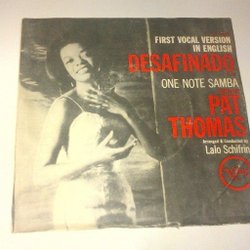 FIRST VOCAL VERSION
IN ENGLISH
DESAFINADO
ONE NOTE SAMBA
PAT
THOMAS
Arranged & Conducted by
Lalo Schifrin